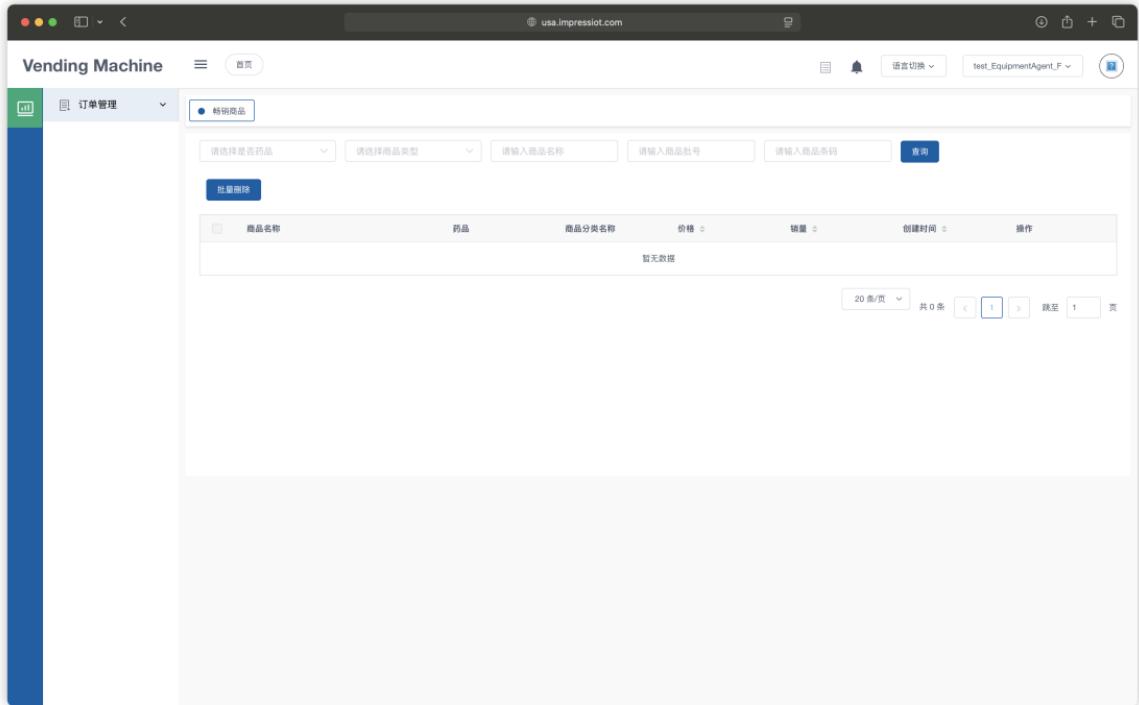 usa.impressiot.com
Vending Machine
首页
语言切换
test_EquipmentAgent_F
订单管理
畅销商品
请选择是否药品
请选择商品类型
请输入商品名称
请输入商品批号
请输入商品条码
查询
批量删除
商品名称 药品 商品分类名称 价格 销量 创建时间 操作
暂无数据
20 条/页 共 0 条 1 跳至 1 页